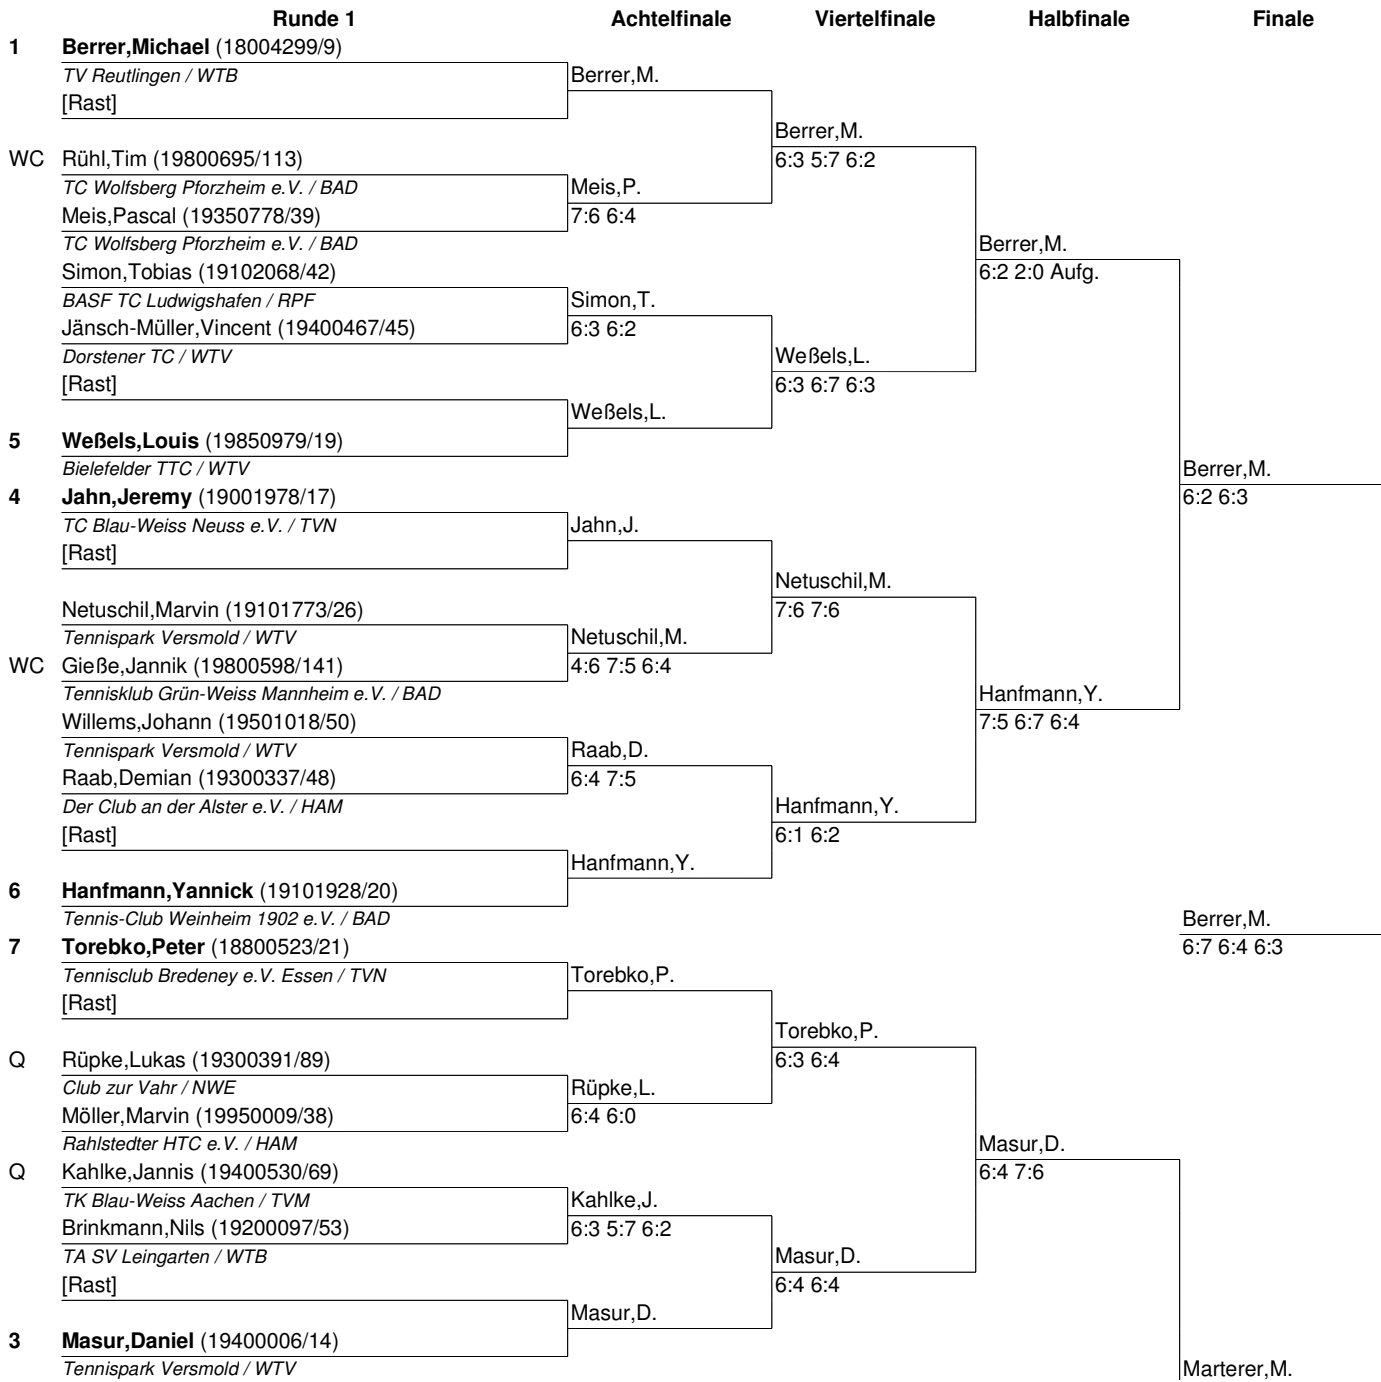 Runde 1 Achtelfinale Viertelfinale Halbfinale Finale
1 Berrer,Michael (18004299/9)
TV Reutlingen / WTB Berrer,M.
[Rast]
Berrer,M.
WC Rühl,Tim (19800695/113) 6:3 5:7 6:2
TC Wolfsberg Pforzheim e.V. / BAD Meis,P.
Meis,Pascal (19350778/39) 7:6 6:4
TC Wolfsberg Pforzheim e.V. / BAD Berrer,M.
Simon,Tobias (19102068/42) 6:2 2:0 Aufg.
BASF TC Ludwigshafen / RPF Simon,T.
Jänsch-Müller,Vincent (19400467/45) 6:3 6:2
Dorstener TC / WTV Weßels,L.
[Rast] 6:3 6:7 6:3
Weßels,L.
5 Weßels,Louis (19850979/19)
Bielefelder TTC / WTV Berrer,M.
4 Jahn,Jeremy (19001978/17) 6:2 6:3
TC Blau-Weiss Neuss e.V. / TVN Jahn,J.
[Rast]
Netuschil,M.
Netuschil,Marvin (19101773/26) 7:6 7:6
Tennispark Versmold / WTV Netuschil,M.
WC Gieße,Jannik (19800598/141) 4:6 7:5 6:4
Tennisklub Grün-Weiss Mannheim e.V. / BAD Hanfmann,Y.
Willems,Johann (19501018/50) 7:5 6:7 6:4
Tennispark Versmold / WTV Raab,D.
Raab,Demian (19300337/48) 6:4 7:5
Der Club an der Alster e.V. / HAM Hanfmann,Y.
[Rast] 6:1 6:2
Hanfmann,Y.
6 Hanfmann,Yannick (19101928/20)
Tennis-Club Weinheim 1902 e.V. / BAD Berrer,M.
7 Torebko,Peter (18800523/21) 6:7 6:4 6:3
Tennisclub Bredeney e.V. Essen / TVN Torebko,P.
[Rast]
Torebko,P.
Q Rüpke,Lukas (19300391/89) 6:3 6:4
Club zur Vahr / NWE Rüpke,L.
Möller,Marvin (19950009/38) 6:4 6:0
Rahlstedter HTC e.V. / HAM Masur,D.
Q Kahlke,Jannis (19400530/69) 6:4 7:6
TK Blau-Weiss Aachen / TVM Kahlke,J.
Brinkmann,Nils (19200097/53) 6:3 5:7 6:2
TA SV Leingarten / WTB Masur,D.
[Rast] 6:4 6:4
Masur,D.
3 Masur,Daniel (19400006/14)
Tennispark Versmold / WTV Marterer,M.